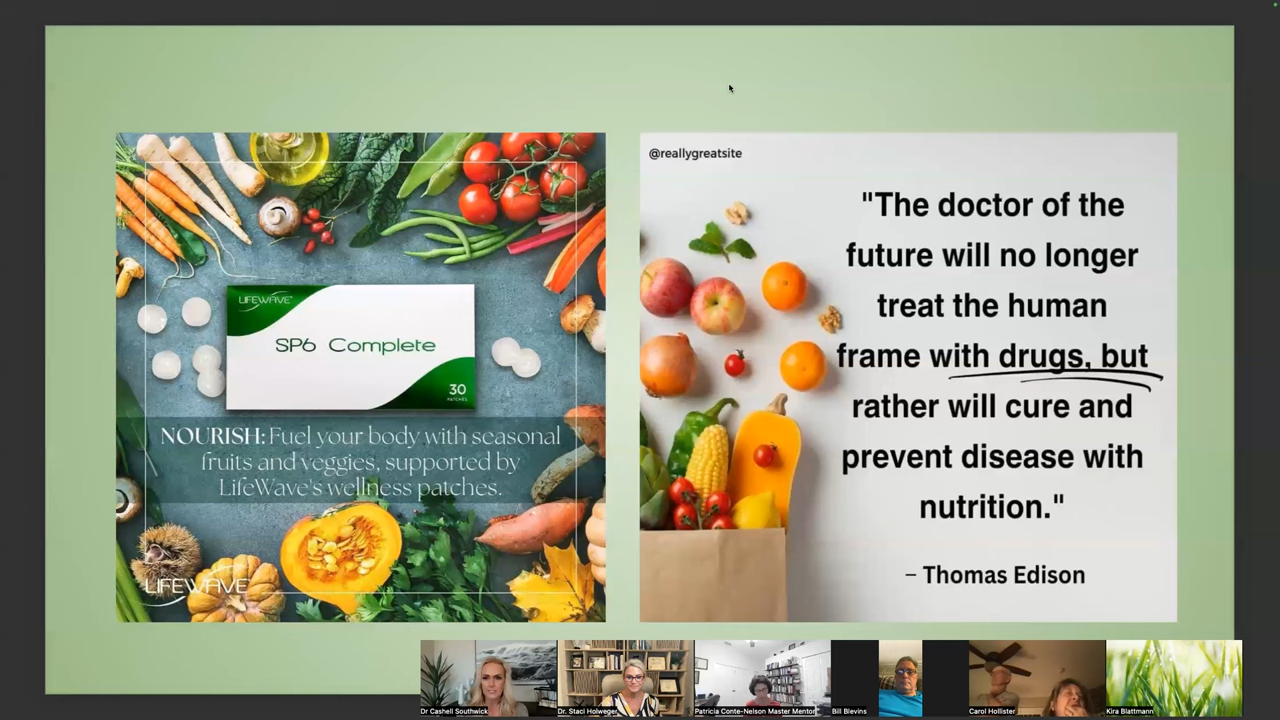 LIFEWAVE
SP6 Complete
30
PATCHES
NOURISH: Fuel your body with seasonal
fruits and veggies, supported by
LifeWave's wellness patches.
LIFEWAVE
@reallygreatsite
"The doctor of the
future will no longer
treat the human
frame with drugs, but
rather will cure and
prevent disease with
nutrition."
– Thomas Edison
Dr Cashell Southwick
Dr. Staci Holweger
Patricia Conte-Nelson Master Mentor
Bill Blevins
Carol Hollister
Kira Blattmann